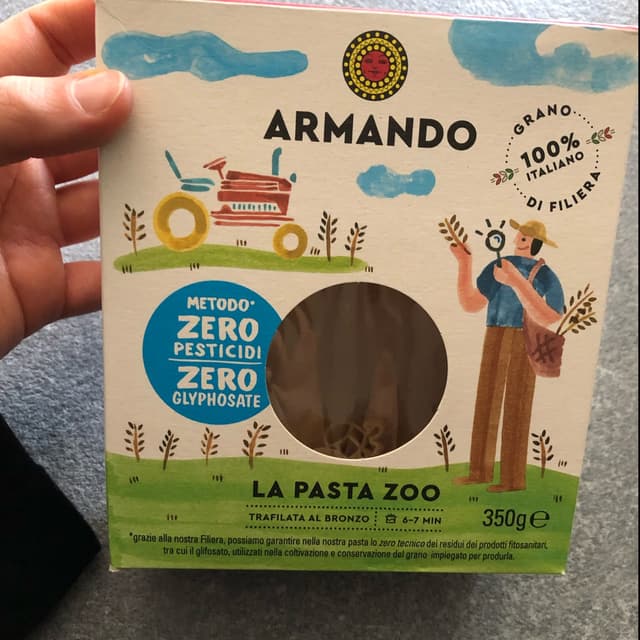 ARMANDO
GRANO
100%
ITALIANO
DI FILIERA
METODO*
ZERO
PESTICIDI
ZERO
GLYPHOSATE
LA PASTA ZOO
TRAFILATA AL BRONZO 6-7 MIN
350g e
*grazie alla nostra Filiera, possiamo garantire nella nostra pasta lo zero tecnico dei residui dei prodotti fitosanitari,
tra cui il glifosato, utilizzati nella coltivazione e conservazione del grano impiegato per produrla.